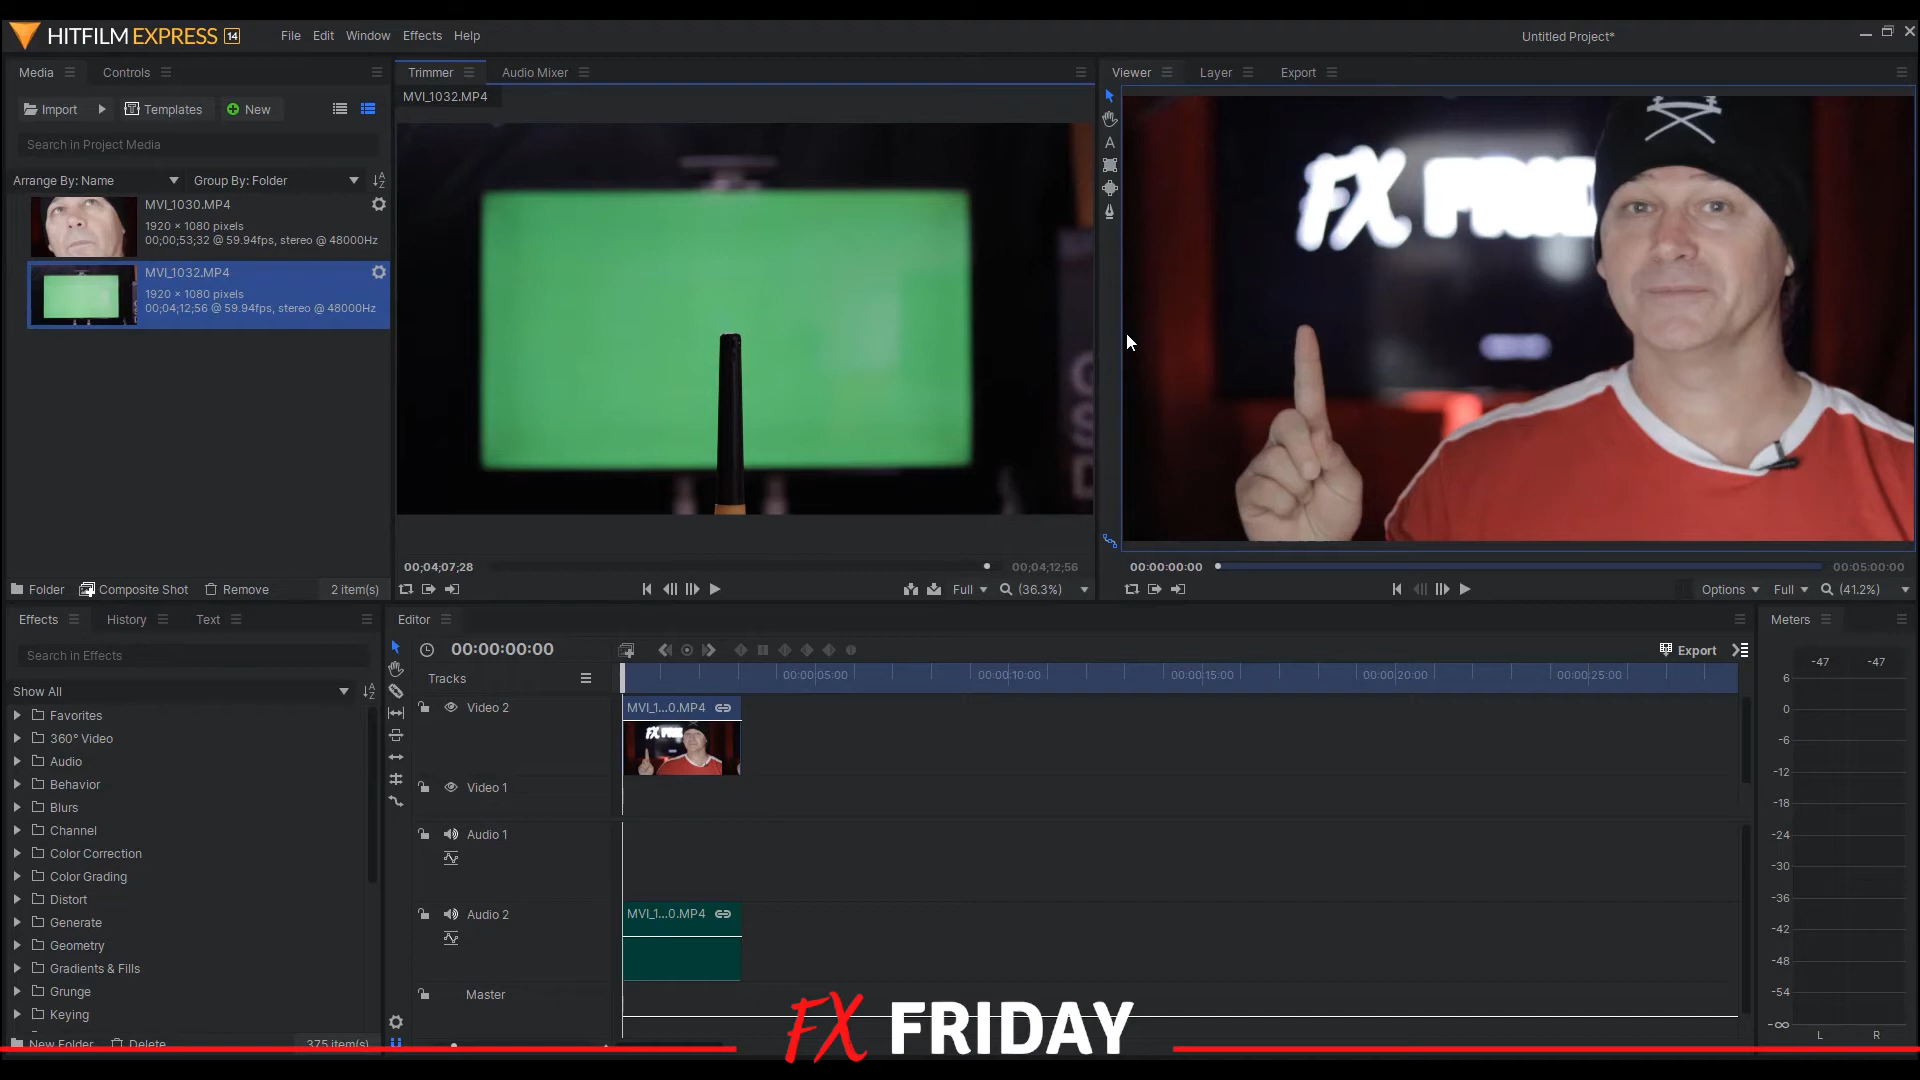 HITFILM EXPRESS 14
File Edit Window Effects Help
Untitled Project*
Media Controls
Trimmer Audio Mixer
Viewer Layer Export
MVI_1032.MP4
Import Templates New
Search in Project Media
Arrange By: Name Group By: Folder
MVI_1030.MP4
1920 × 1080 pixels
00;00;53;32 @ 59.94fps, stereo @ 48000Hz
MVI_1032.MP4
1920 × 1080 pixels
00;04;12;56 @ 59.94fps, stereo @ 48000Hz
FX
00;04;07;28
00;04;12;56
00:00:00:00
00:05:00:00
Folder Composite Shot Remove 2 item(s)
Full (36.3%)
Options Full (41.2%)
Effects History Text
Editor
Meters
Search in Effects
00:00:00:00
Export
-47 -47
Show All
Tracks
00:00:05:00 00:00:10:00 00:00:15:00 00:00:20:00 00:00:25:00
Favorites
360° Video
Audio
Behavior
Blurs
Channel
Color Correction
Color Grading
Distort
Generate
Geometry
Gradients & Fills
Grunge
Keying
New Folder Delete 375 item(s)
Video 2
MVI_1...0.MP4
Video 1
Audio 1
Audio 2
MVI_1...0.MP4
Master
6
0
-6
-12
-18
-24
-30
-36
-42
-48
-54
-∞
L R
FX FRIDAY